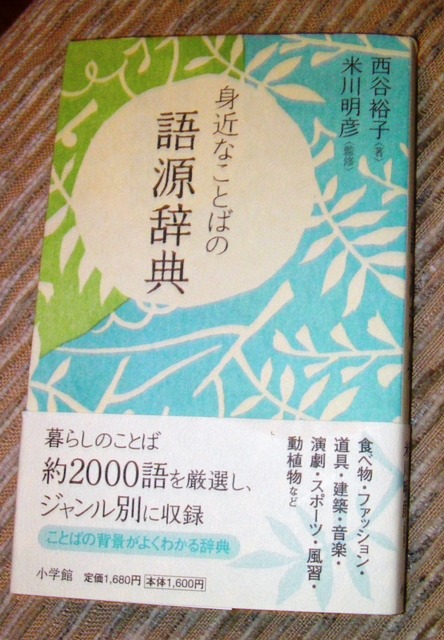 西谷裕子〈著〉
米川明彦〈監修〉
身近なことばの
語源辞典
暮らしのことば
約2000語を厳選し、
ジャンル別に収録
ことばの背景がよくわかる辞典
食べ物・ファッション・
道具・建築・音楽・
演劇・スポーツ・風習・
動植物など
小学館 定価1,680円 本体1,600円